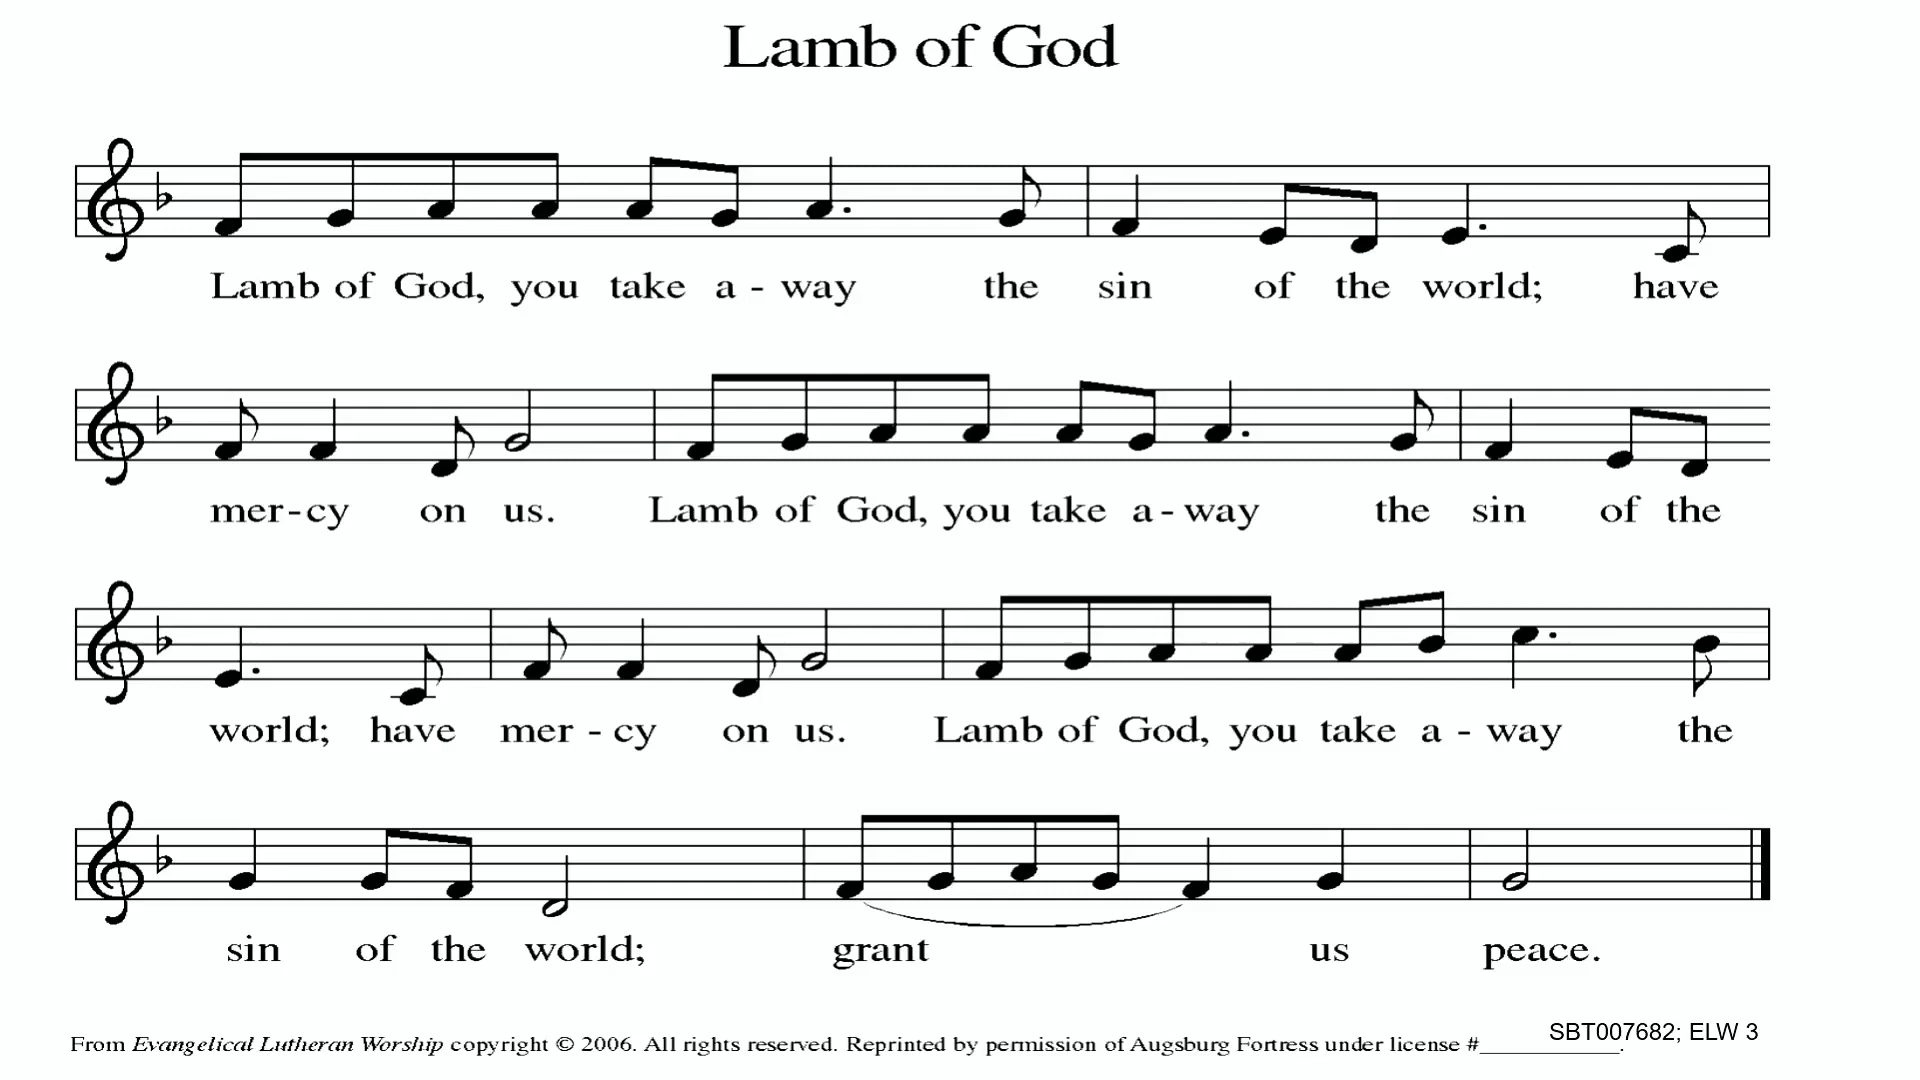 Lamb of God
Lamb of God, you take a - way the sin of the world; have
mer - cy on us. Lamb of God, you take a - way the sin of the
world; have mer - cy on us. Lamb of God, you take a - way the
sin of the world; grant us peace.
SBT007682; ELW 3
From Evangelical Lutheran Worship copyright © 2006. All rights reserved. Reprinted by permission of Augsburg Fortress under license #____________.